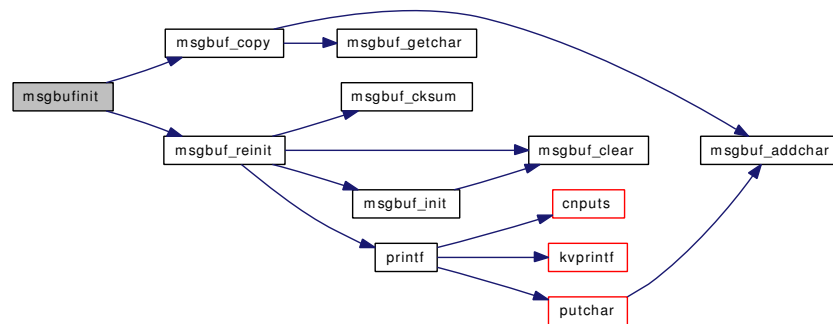 msgbufinit
msgbuf_copy
msgbuf_getchar
msgbuf_cksum
msgbuf_reinit
msgbuf_clear
msgbuf_addchar
msgbuf_init
cnputs
printf
kvprintf
putchar